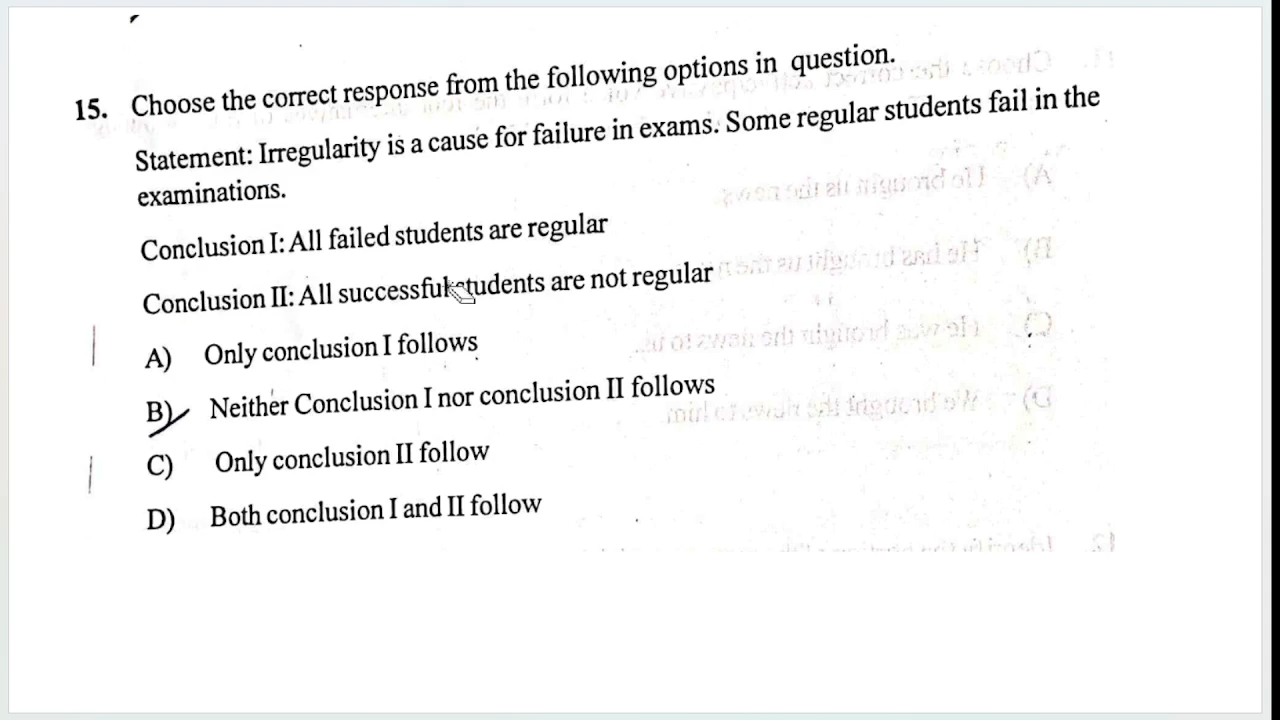 15. Choose the correct response from the following options in question.
Statement: Irregularity is a cause for failure in exams. Some regular students fail in the
examinations.
Conclusion I: All failed students are regular
Conclusion II: All successful students are not regular
A) Only conclusion I follows
B) Neither Conclusion I nor conclusion II follows
C) Only conclusion II follow
D) Both conclusion I and II follow